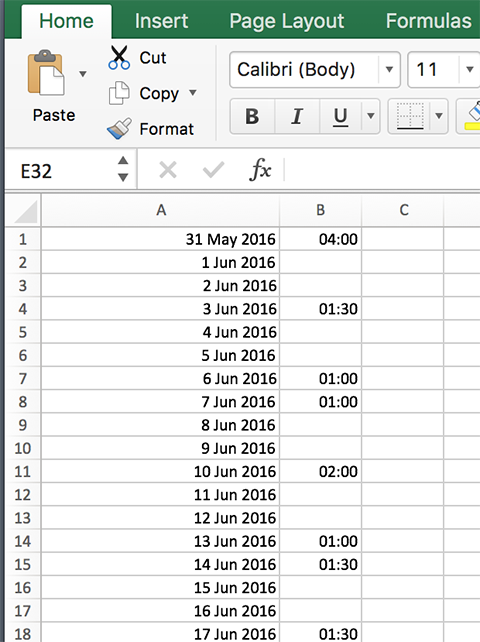 Home Insert Page Layout Formulas
Cut
Calibri (Body) 11
Copy
Paste
Format
B I U
E32 fx
A B C
1 31 May 2016 04:00
2 1 Jun 2016
3 2 Jun 2016
4 3 Jun 2016 01:30
5 4 Jun 2016
6 5 Jun 2016
7 6 Jun 2016 01:00
8 7 Jun 2016 01:00
9 8 Jun 2016
10 9 Jun 2016
11 10 Jun 2016 02:00
12 11 Jun 2016
13 12 Jun 2016
14 13 Jun 2016 01:00
15 14 Jun 2016 01:30
16 15 Jun 2016
17 16 Jun 2016
18 17 Jun 2016 01:30